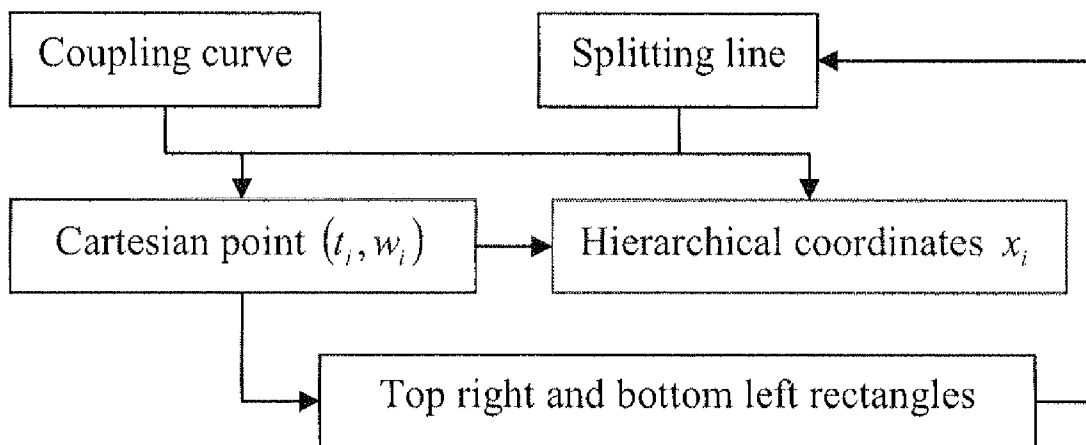 Coupling curve
Splitting line
Cartesian point (t_i, w_i)
Hierarchical coordinates x_i
Top right and bottom left rectangles